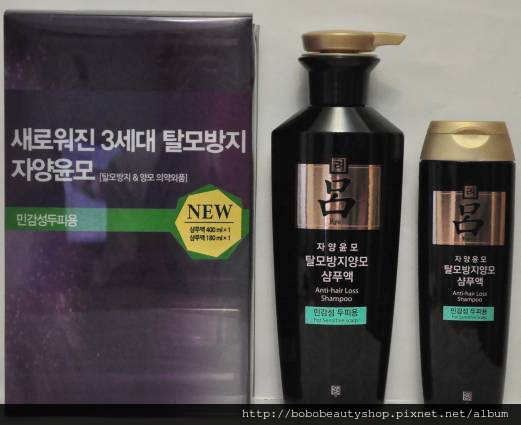 새로워진 3세대 탈모방지
자양윤모 [탈모방지 & 양모 의약외품]
민감성두피용
NEW
샴푸액 400 ml × 1
샴푸액 180 ml × 1
呂
Ryo
자양윤모
탈모방지양모
샴푸액
Anti-hair Loss
Shampoo
민감성 두피용
For Sensitive scalp
呂
자양윤모
탈모방지양모
샴푸액
Anti-hair Loss
Shampoo
민감성 두피용
For Sensitive scalp
http://bobobeautyshop.pixnet.net/album